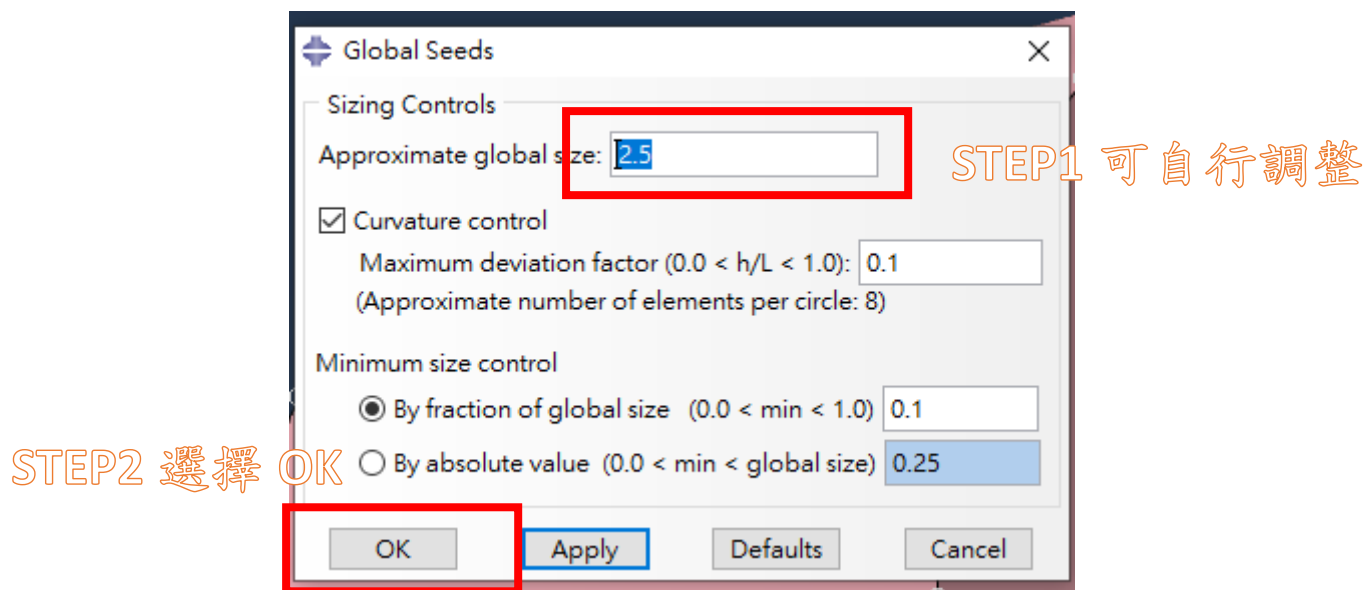 Global Seeds
Sizing Controls
Approximate global size: 2.5
STEP1 可自行調整
Curvature control
Maximum deviation factor (0.0 < h/L < 1.0): 0.1
(Approximate number of elements per circle: 8)
Minimum size control
By fraction of global size (0.0 < min < 1.0) 0.1
STEP2 選擇 OK
By absolute value (0.0 < min < global size) 0.25
OK Apply Defaults Cancel